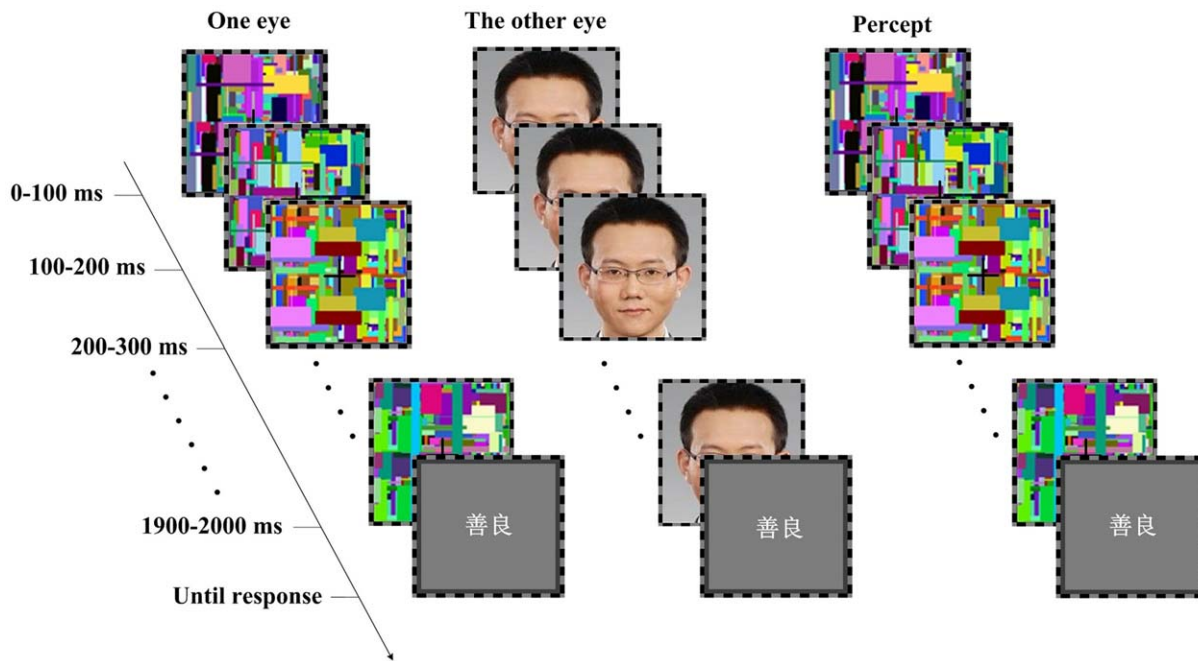 One eye
The other eye
Percept
0-100 ms
100-200 ms
200-300 ms
1900-2000 ms
Until response
善良
善良
善良